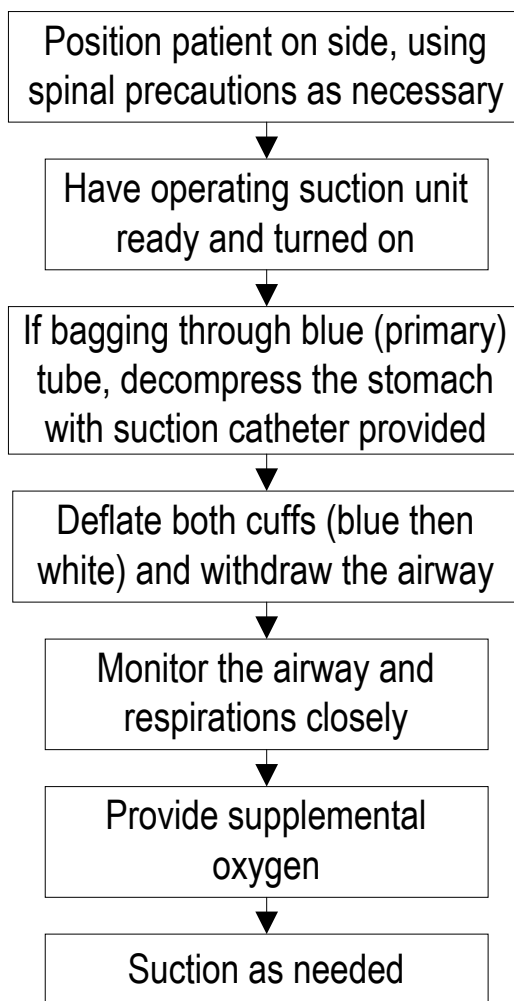 Position patient on side, using
spinal precautions as necessary
Have operating suction unit
ready and turned on
If bagging through blue (primary)
tube, decompress the stomach
with suction catheter provided
Deflate both cuffs (blue then
white) and withdraw the airway
Monitor the airway and
respirations closely
Provide supplemental
oxygen
Suction as needed